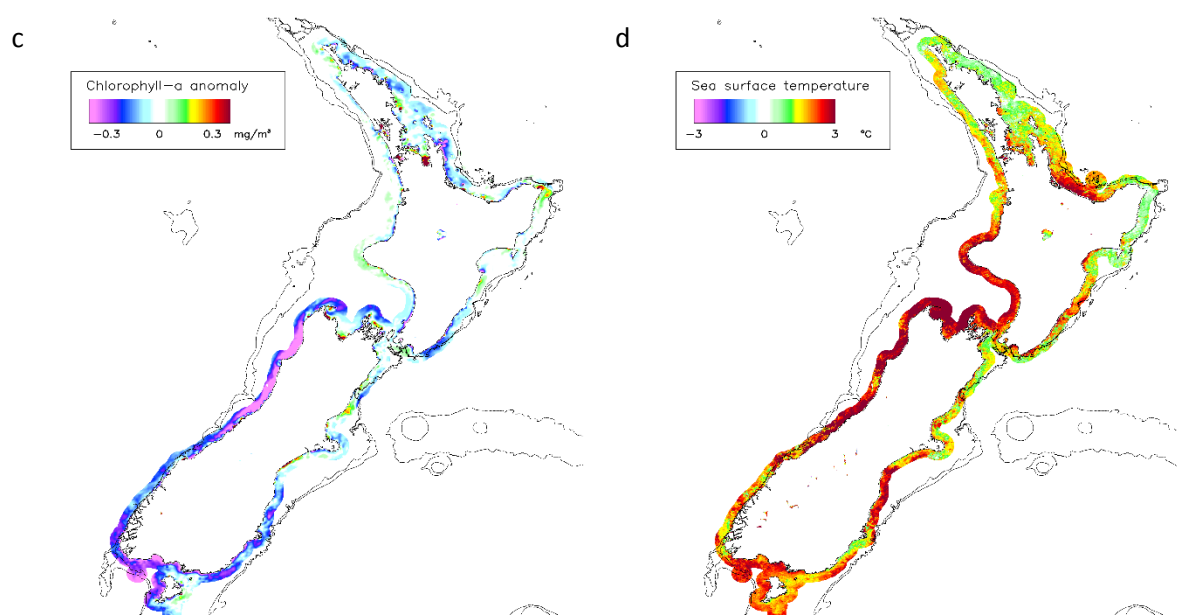 c
Chlorophyll−a anomaly
−0.3 0 0.3 mg/m³
d
Sea surface temperature
−3 0 3 °C